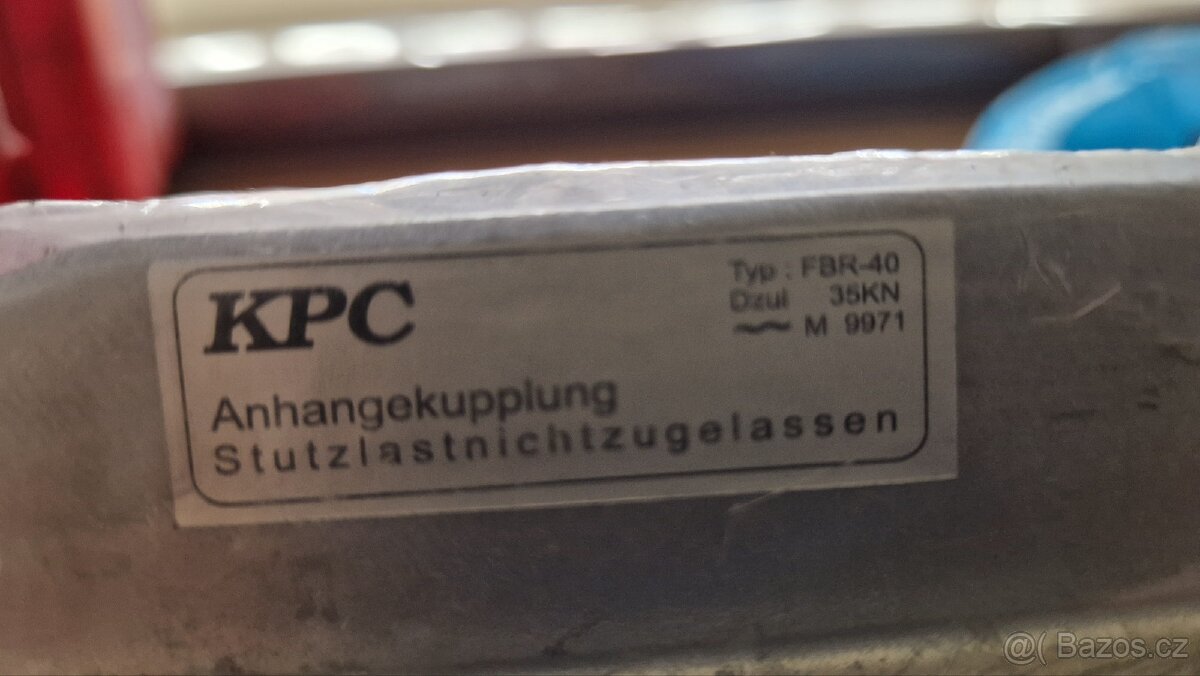 KPC
Typ : FBR-40
Dzul 35KN
~ M 9971
Anhangekupplung
Stutzlastnichtzugelassen
@( Bazos.cz